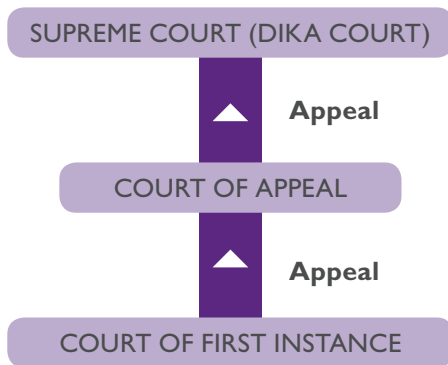 SUPREME COURT (DIKA COURT)
Appeal
COURT OF APPEAL
Appeal
COURT OF FIRST INSTANCE